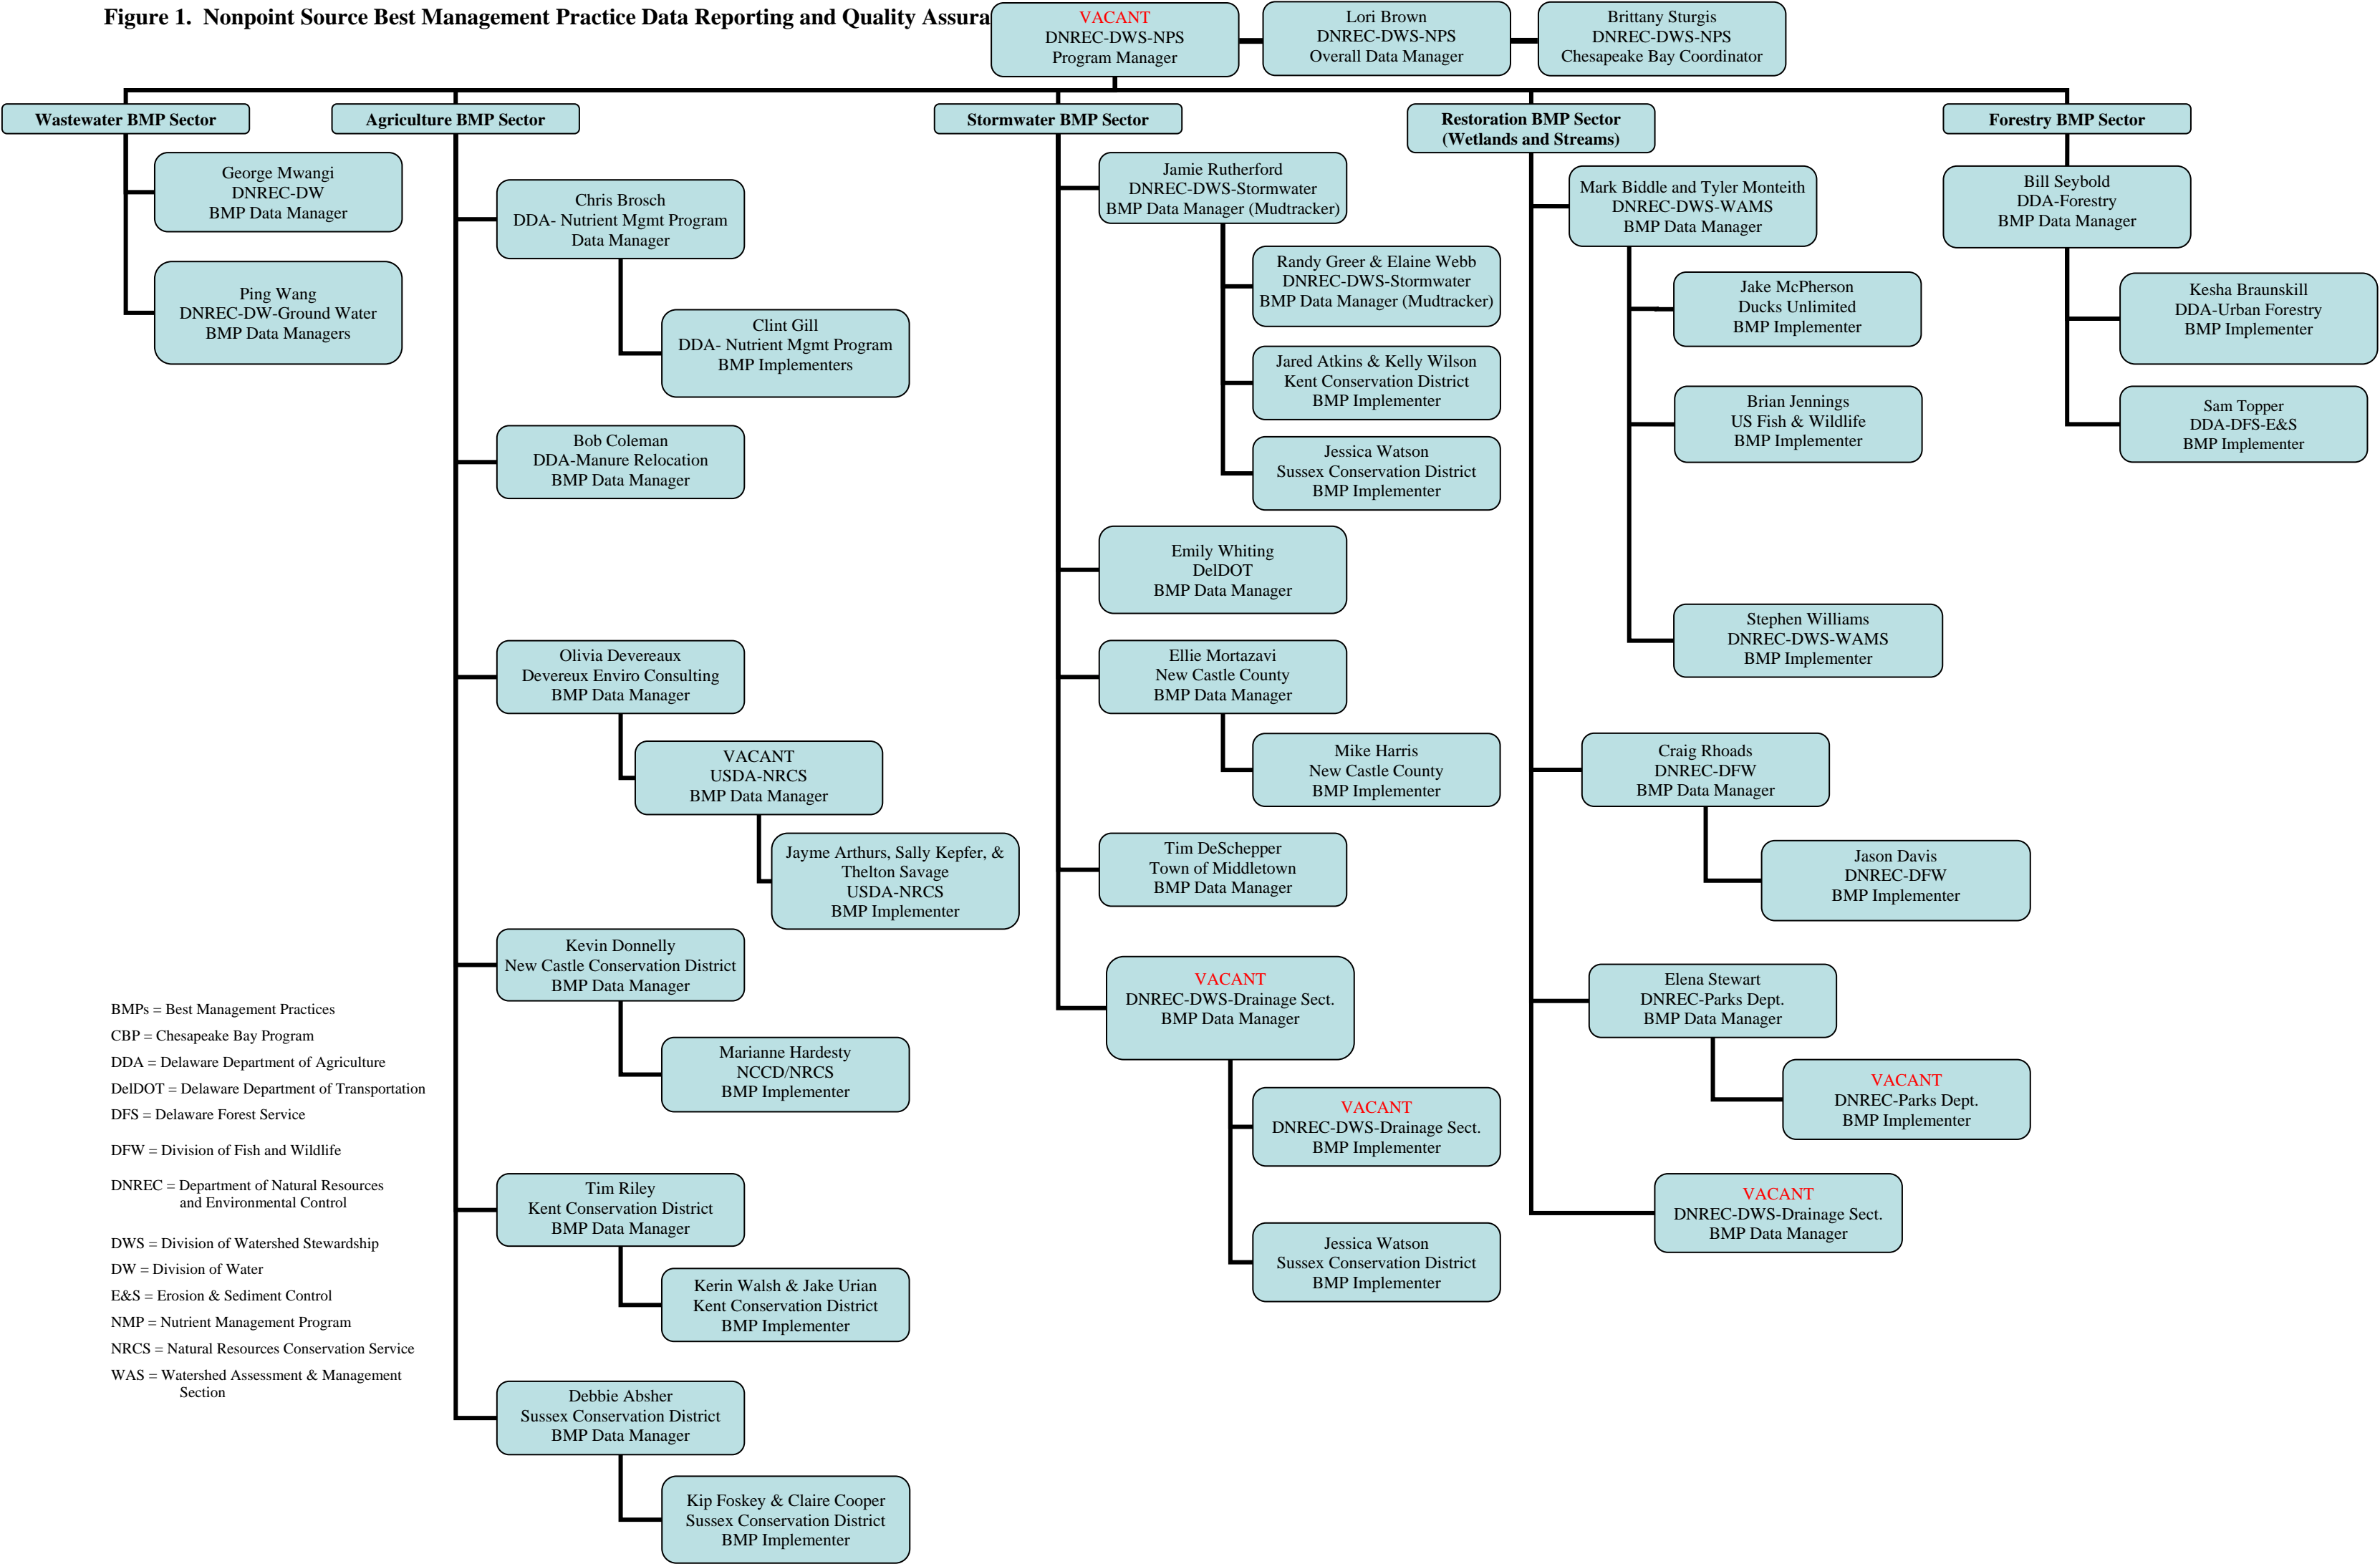 Figure 1.  Nonpoint Source Best Management Practice Data Reporting and Quality Assura
VACANT
DNREC-DWS-NPS
Program Manager
Lori Brown
DNREC-DWS-NPS
Overall Data Manager
Brittany Sturgis
DNREC-DWS-NPS
Chesapeake Bay Coordinator
Wastewater BMP Sector
George Mwangi
DNREC-DW
BMP Data Manager
Ping Wang
DNREC-DW-Ground Water
BMP Data Managers
Agriculture BMP Sector
Chris Brosch
DDA- Nutrient Mgmt Program
Data Manager
Clint Gill
DDA- Nutrient Mgmt Program
BMP Implementers
Bob Coleman
DDA-Manure Relocation
BMP Data Manager
Olivia Devereaux
Devereux Enviro Consulting
BMP Data Manager
VACANT
USDA-NRCS
BMP Data Manager
Jayme Arthurs, Sally Kepfer, &
Thelton Savage
USDA-NRCS
BMP Implementer
Kevin Donnelly
New Castle Conservation District
BMP Data Manager
Marianne Hardesty
NCCD/NRCS
BMP Implementer
Tim Riley
Kent Conservation District
BMP Data Manager
Kerin Walsh & Jake Urian
Kent Conservation District
BMP Implementer
Debbie Absher
Sussex Conservation District
BMP Data Manager
Kip Foskey & Claire Cooper
Sussex Conservation District
BMP Implementer
Stormwater BMP Sector
Jamie Rutherford
DNREC-DWS-Stormwater
BMP Data Manager (Mudtracker)
Randy Greer & Elaine Webb
DNREC-DWS-Stormwater
BMP Data Manager (Mudtracker)
Jared Atkins & Kelly Wilson
Kent Conservation District
BMP Implementer
Jessica Watson
Sussex Conservation District
BMP Implementer
Emily Whiting
DelDOT
BMP Data Manager
Ellie Mortazavi
New Castle County
BMP Data Manager
Mike Harris
New Castle County
BMP Implementer
Tim DeSchepper
Town of Middletown
BMP Data Manager
VACANT
DNREC-DWS-Drainage Sect.
BMP Data Manager
VACANT
DNREC-DWS-Drainage Sect.
BMP Implementer
Jessica Watson
Sussex Conservation District
BMP Implementer
Restoration BMP Sector
(Wetlands and Streams)
Mark Biddle and Tyler Monteith
DNREC-DWS-WAMS
BMP Data Manager
Jake McPherson
Ducks Unlimited
BMP Implementer
Brian Jennings
US Fish & Wildlife
BMP Implementer
Stephen Williams
DNREC-DWS-WAMS
BMP Implementer
Craig Rhoads
DNREC-DFW
BMP Data Manager
Jason Davis
DNREC-DFW
BMP Implementer
Elena Stewart
DNREC-Parks Dept.
BMP Data Manager
VACANT
DNREC-Parks Dept.
BMP Implementer
VACANT
DNREC-DWS-Drainage Sect.
BMP Data Manager
Forestry BMP Sector
Bill Seybold
DDA-Forestry
BMP Data Manager
Kesha Braunskill
DDA-Urban Forestry
BMP Implementer
Sam Topper
DDA-DFS-E&S
BMP Implementer
BMPs = Best Management Practices
CBP = Chesapeake Bay Program
DDA = Delaware Department of Agriculture
DelDOT = Delaware Department of Transportation
DFS = Delaware Forest Service
DFW = Division of Fish and Wildlife
DNREC = Department of Natural Resources
and Environmental Control
DWS = Division of Watershed Stewardship
DW = Division of Water
E&S = Erosion & Sediment Control
NMP = Nutrient Management Program
NRCS = Natural Resources Conservation Service
WAS = Watershed Assessment & Management
Section